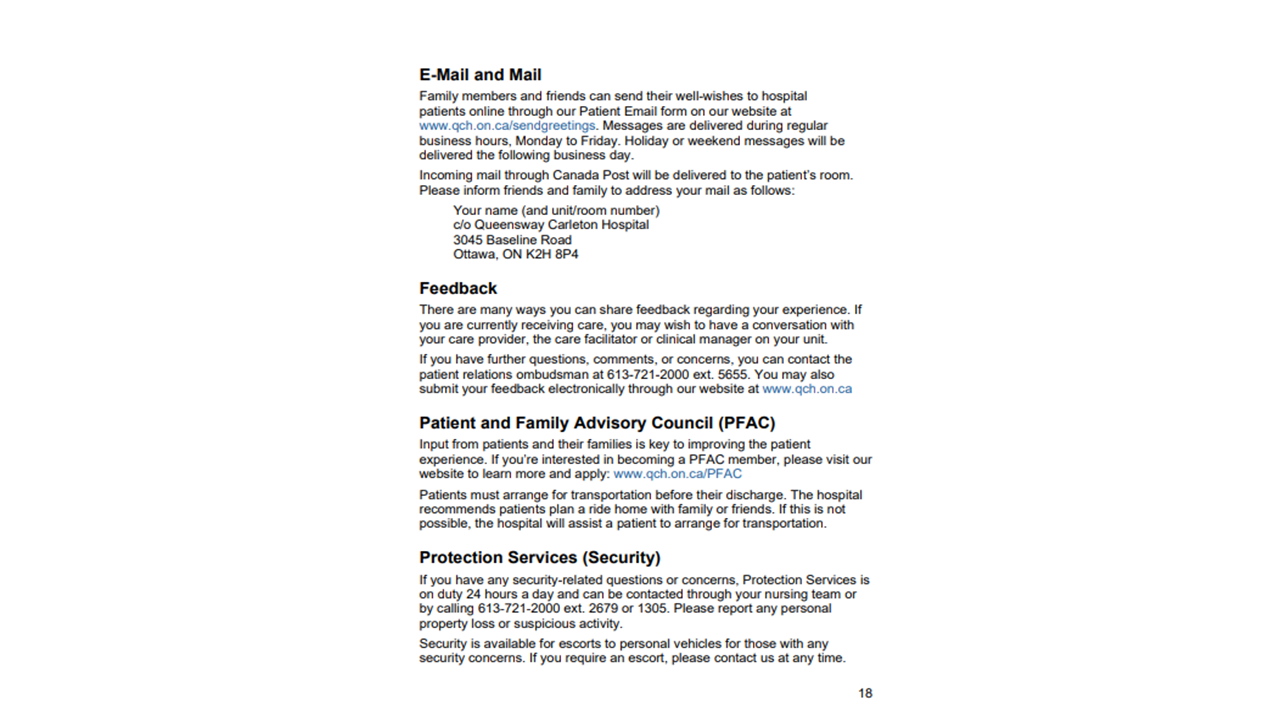 E-Mail and Mail
Family members and friends can send their well-wishes to hospital
patients online through our Patient Email form on our website at
www.qch.on.ca/sendgreetings. Messages are delivered during regular
business hours, Monday to Friday. Holiday or weekend messages will be
delivered the following business day.
Incoming mail through Canada Post will be delivered to the patient's room.
Please inform friends and family to address your mail as follows:
Your name (and unit/room number)
c/o Queensway Carleton Hospital
3045 Baseline Road
Ottawa, ON K2H 8P4
Feedback
There are many ways you can share feedback regarding your experience. If
you are currently receiving care, you may wish to have a conversation with
your care provider, the care facilitator or clinical manager on your unit.
If you have further questions, comments, or concerns, you can contact the
patient relations ombudsman at 613-721-2000 ext. 5655. You may also
submit your feedback electronically through our website at www.qch.on.ca
Patient and Family Advisory Council (PFAC)
Input from patients and their families is key to improving the patient
experience. If you're interested in becoming a PFAC member, please visit our
website to learn more and apply: www.qch.on.ca/PFAC
Patients must arrange for transportation before their discharge. The hospital
recommends patients plan a ride home with family or friends. If this is not
possible, the hospital will assist a patient to arrange for transportation.
Protection Services (Security)
If you have any security-related questions or concerns, Protection Services is
on duty 24 hours a day and can be contacted through your nursing team or
by calling 613-721-2000 ext. 2679 or 1305. Please report any personal
property loss or suspicious activity.
Security is available for escorts to personal vehicles for those with any
security concerns. If you require an escort, please contact us at any time.
18